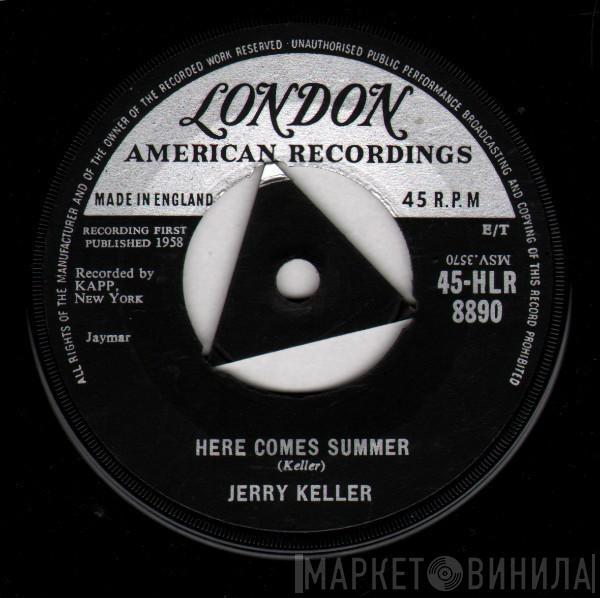 ALL RIGHTS OF THE MANUFACTURER AND OF THE OWNER OF THE RECORDED WORK RESERVED · UNAUTHORISED PUBLIC PERFORMANCE BROADCASTING AND COPYING OF THIS RECORD PROHIBITED
LONDON
AMERICAN RECORDINGS
MADE IN ENGLAND
45 R.P.M
RECORDING FIRST
PUBLISHED 1958
E/T
MSV.3570
Recorded by
KAPP,
NEW YORK
45-HLR
8890
Jaymar
HERE COMES SUMMER
(Keller)
JERRY KELLER
МАРКЕТ ВИНИЛА